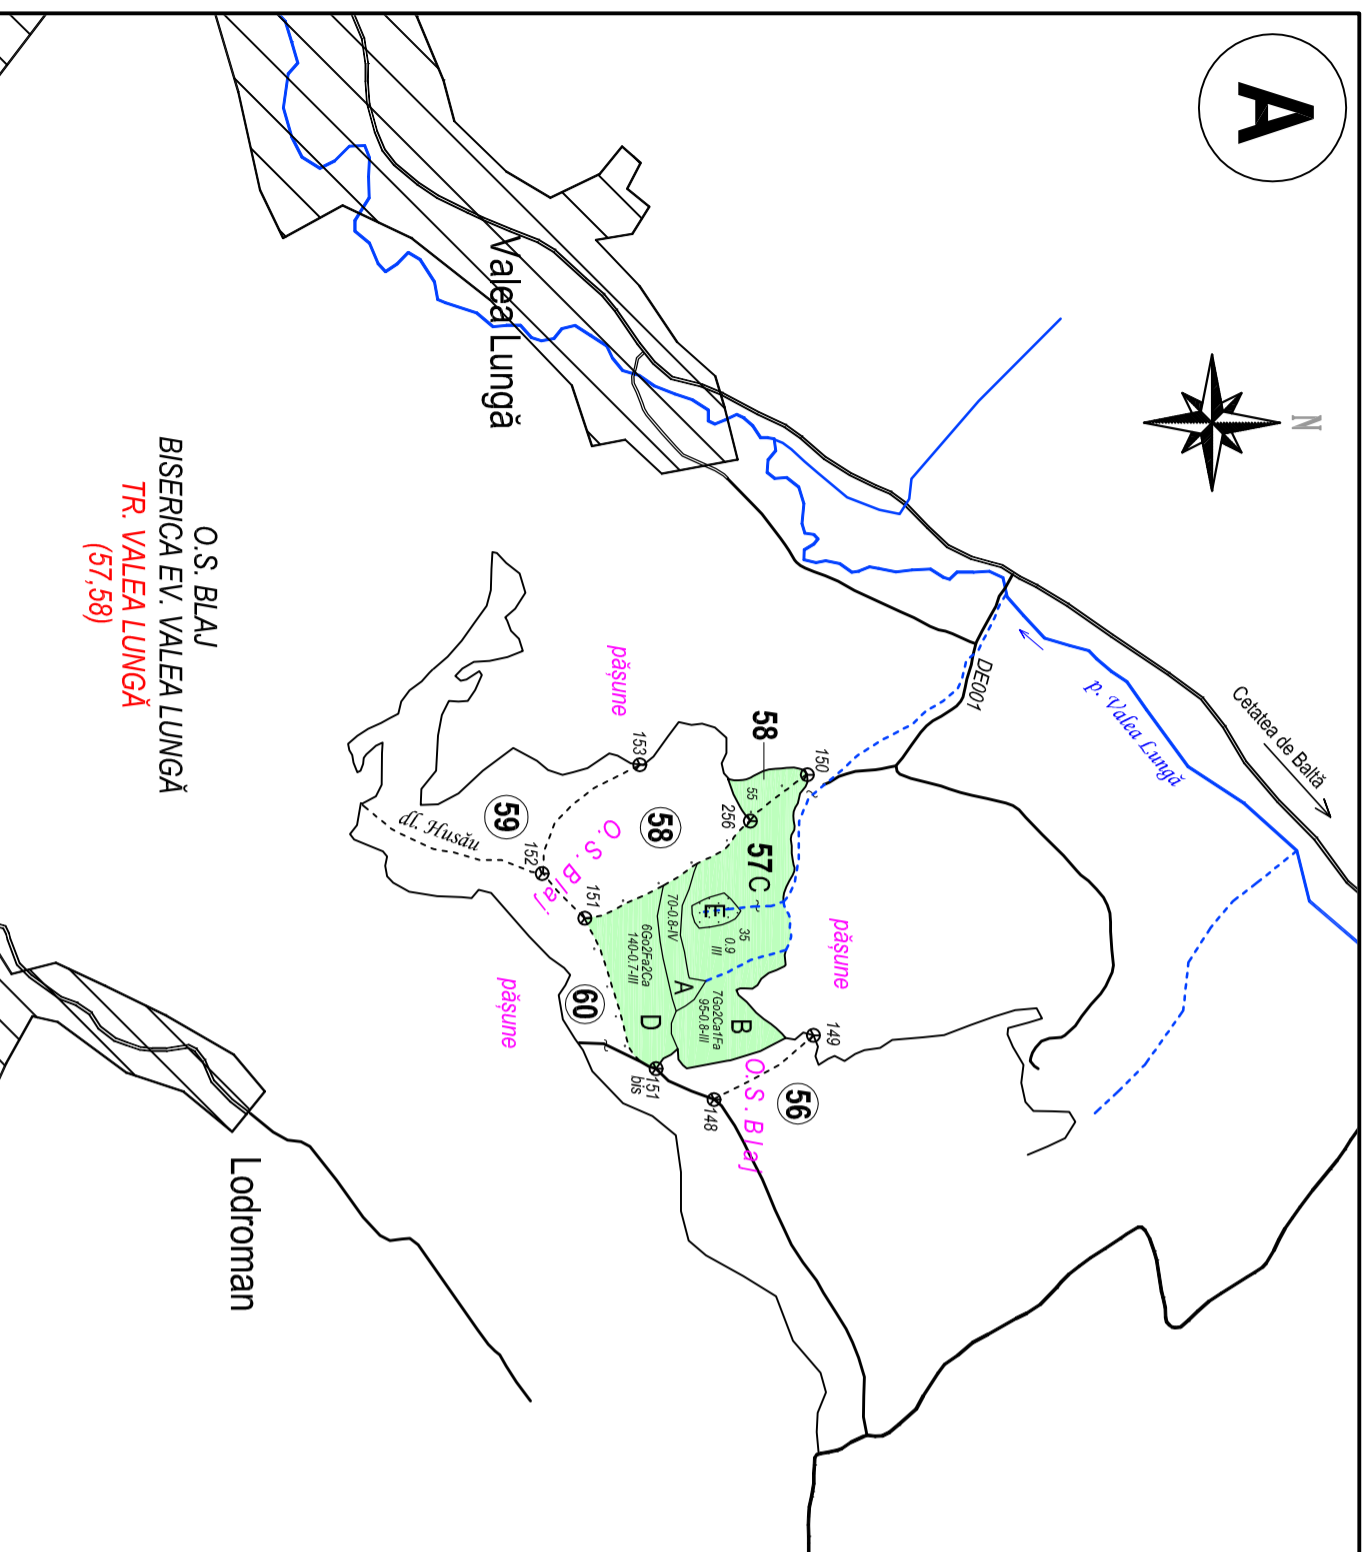 A
N
Cetatea de Baltă
p. Valea Lungă
DE001
Valea Lungă
pășune
58
150
55
256
153
58
57 C
E
35
0.9
III
70-0.8-IV
A
7Go2Ca1Fa
95-0.8-III
B
6Go2Fa2Ca
140-0.7-III
D
pășune
149
56
O.S. Blaj
148
151
bis
60
151
152
O.S. Blaj
59
dl. Husău
pășune
Lodroman
O.S. BLAJ
BISERICA EV. VALEA LUNGĂ
TR. VALEA LUNGĂ
(57,58)